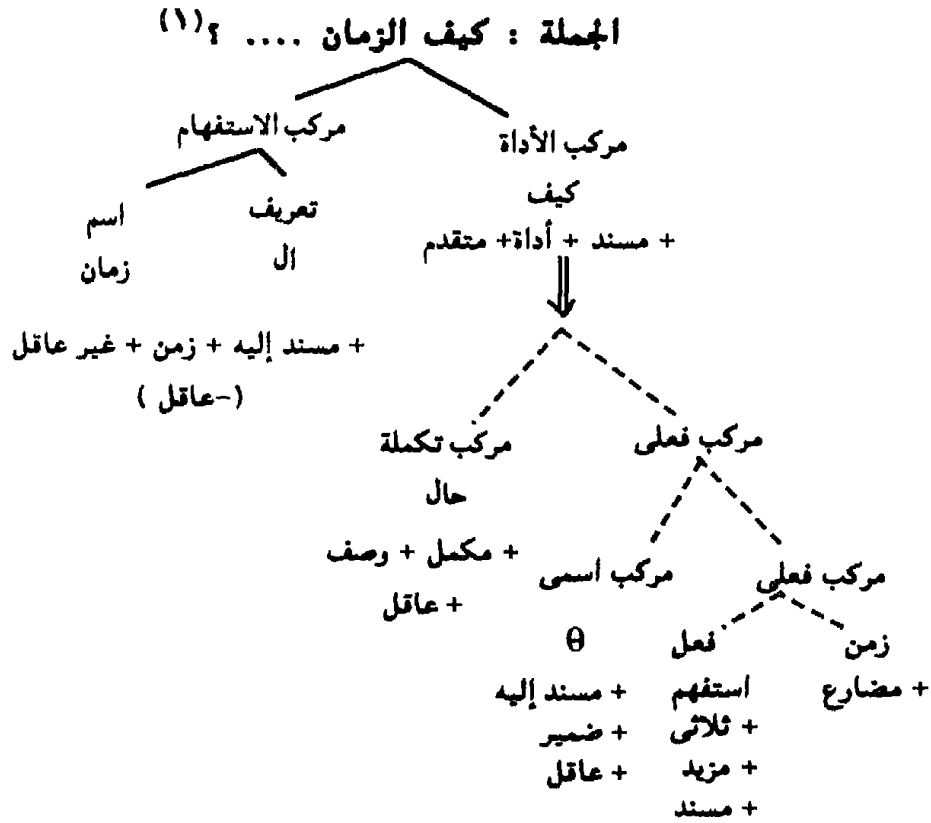 الجملة : كيف الزمان .... ؟(١)
مركب الأداة
مركب الاستفهام
كيف
تعريف
اسم
+ مسند + أداة+ متقدم
ال
زمان
+ مسند إليه + زمن + غير عاقل
(-عاقل )
مركب فعلى
مركب تكملة
حال
+ مكمل + وصف
+ عاقل
مركب فعلى
مركب اسمى
زمن
فعل
θ
+ مضارع
استفهم
+ مسند إليه
+ ثلاثى
+ ضمير
+ مزيد
+ عاقل
+ مسند